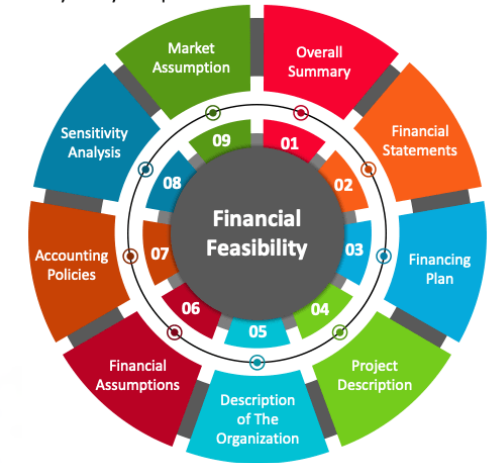 Financial
Feasibility
01
Overall
Summary
02
Financial
Statements
03
Financing
Plan
04
Project
Description
05
Description
of The
Organization
06
Financial
Assumptions
07
Accounting
Policies
08
Sensitivity
Analysis
09
Market
Assumption